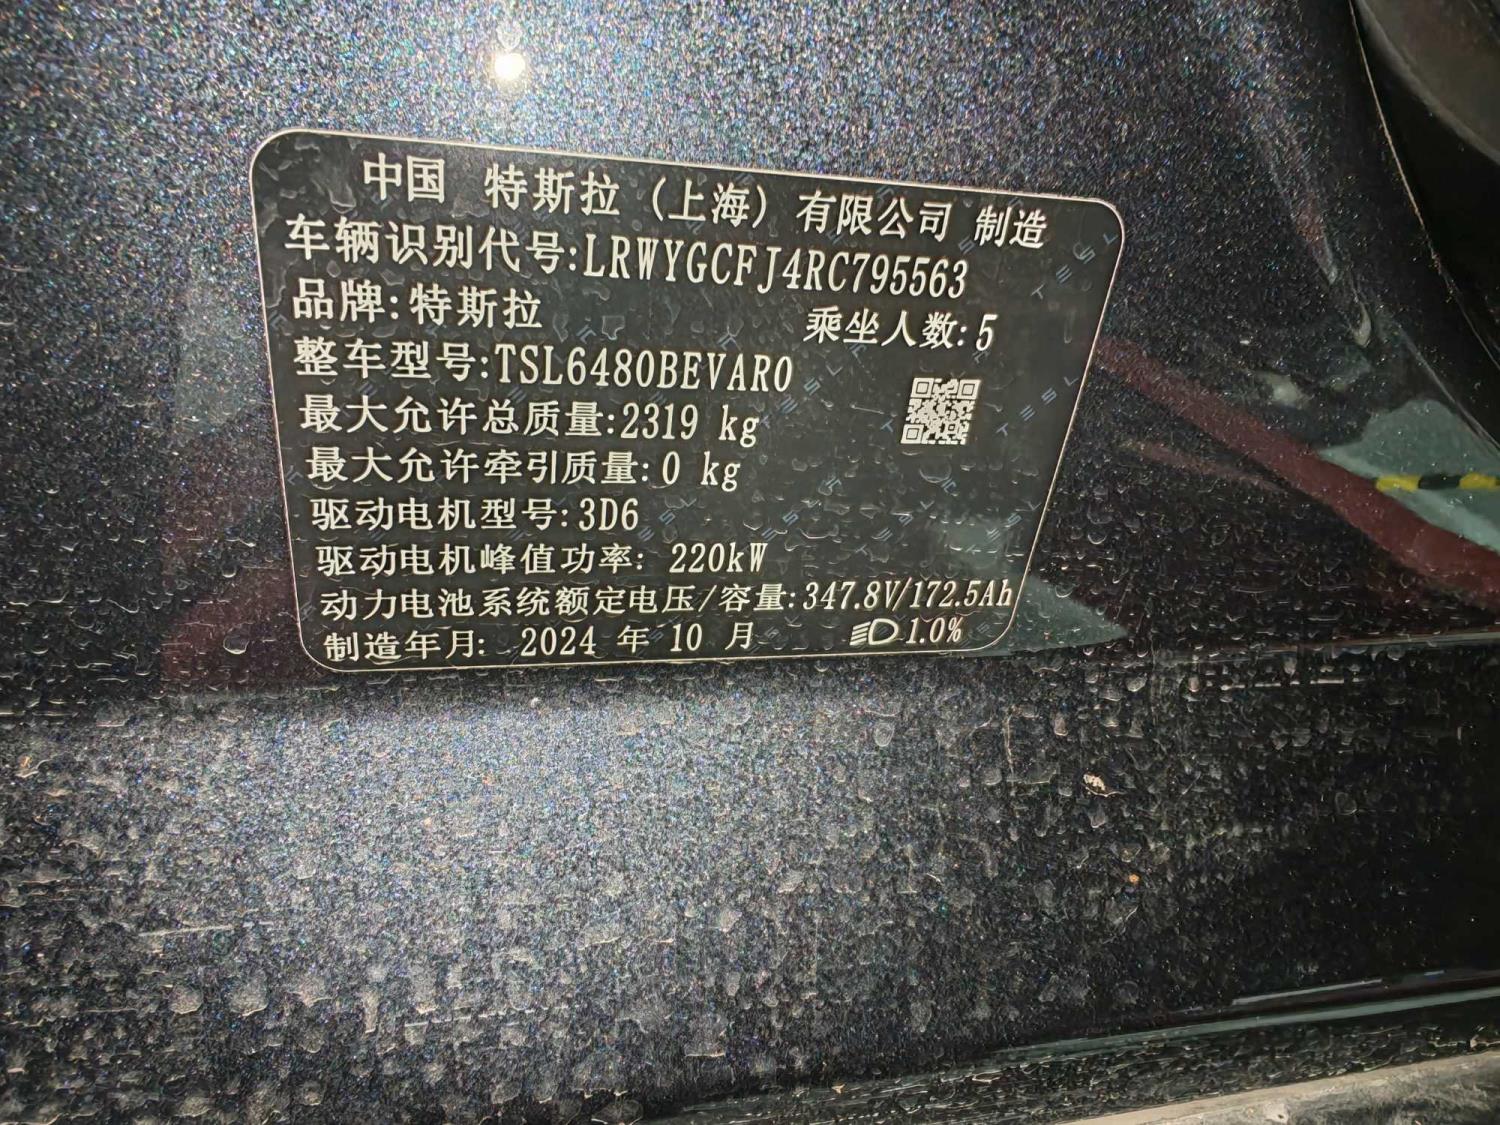 中国 特斯拉（上海）有限公司 制造
车辆识别代号:LRWYGCFJ4RC795563
品牌:特斯拉 乘坐人数:5
整车型号:TSL6480BEVAR0
最大允许总质量:2319 kg
最大允许牵引质量:0 kg
驱动电机型号:3D6
驱动电机峰值功率: 220kW
动力电池系统额定电压/容量:347.8V/172.5Ah
制造年月: 2024 年 10 月 1.0%